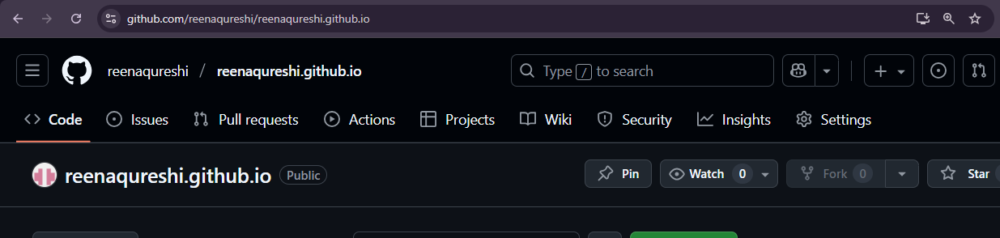 github.com/reenaqureshi/reenaqureshi.github.io
reenaqureshi / reenaqureshi.github.io Type / to search
Code Issues Pull requests Actions Projects Wiki Security Insights Settings
reenaqureshi.github.io Public Pin Watch 0 Fork 0 Star